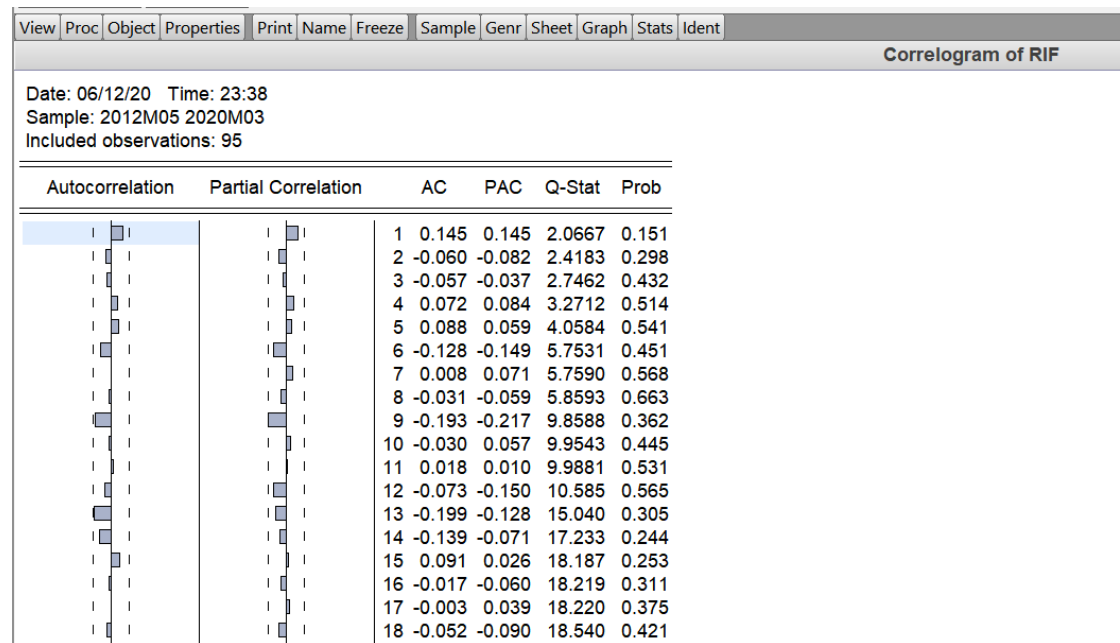 View Proc Object Properties Print Name Freeze Sample Genr Sheet Graph Stats Ident
Correlogram of RIF
Date: 06/12/20 Time: 23:38
Sample: 2012M05 2020M03
Included observations: 95
Autocorrelation Partial Correlation AC PAC Q-Stat Prob
1 0.145 0.145 2.0667 0.151
2 -0.060 -0.082 2.4183 0.298
3 -0.057 -0.037 2.7462 0.432
4 0.072 0.084 3.2712 0.514
5 0.088 0.059 4.0584 0.541
6 -0.128 -0.149 5.7531 0.451
7 0.008 0.071 5.7590 0.568
8 -0.031 -0.059 5.8593 0.663
9 -0.193 -0.217 9.8588 0.362
10 -0.030 0.057 9.9543 0.445
11 0.018 0.010 9.9881 0.531
12 -0.073 -0.150 10.585 0.565
13 -0.199 -0.128 15.040 0.305
14 -0.139 -0.071 17.233 0.244
15 0.091 0.026 18.187 0.253
16 -0.017 -0.060 18.219 0.311
17 -0.003 0.039 18.220 0.375
18 -0.052 -0.090 18.540 0.421